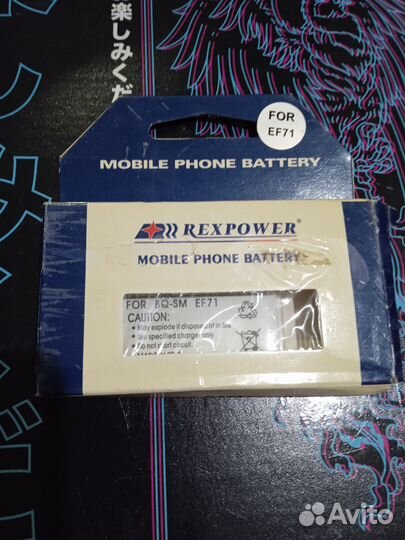 楽しみくだ
FOR
EF71
MOBILE PHONE BATTERY
REXPOWER®
MOBILE PHONE BATTERY
FOR BQ-SM EF71
CAUTION:
• May explode if disposed of in fire
• Use specified charger only
• Do not short circuit.
Avito